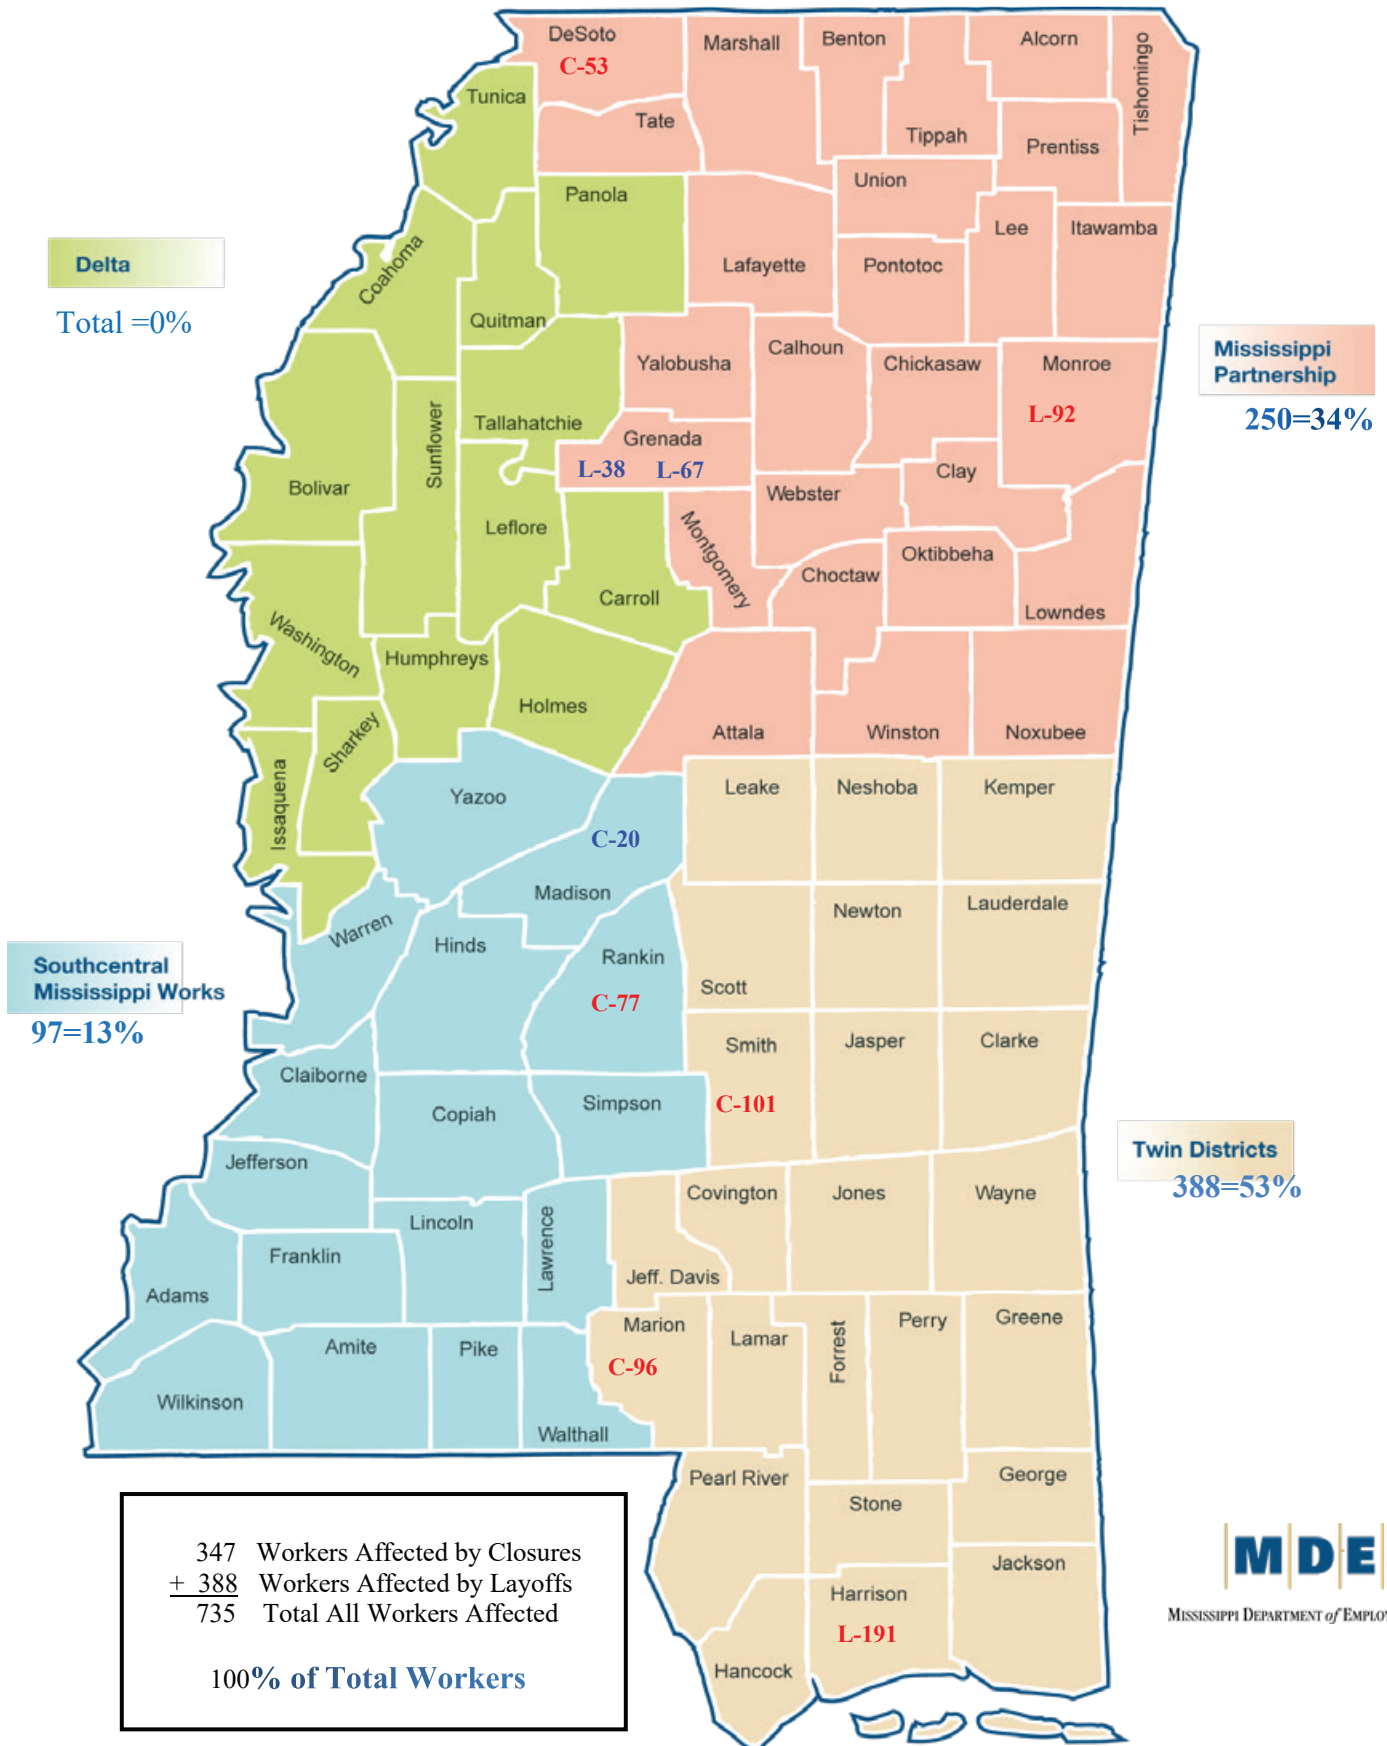 DeSoto
C-53
Marshall
Benton
Alcorn
Tishomingo
Tunica
Tate
Tippah
Prentiss
Union
Panola
Lee
Itawamba
Coahoma
Lafayette
Pontotoc
Delta
Total =0%
Quitman
Yalobusha
Calhoun
Chickasaw
Monroe
L-92
Mississippi
Partnership
250=34%
Sunflower
Tallahatchie
Grenada
L-38 L-67
Bolivar
Clay
Webster
Leflore
Montgomery
Oktibbeha
Choctaw
Carroll
Lowndes
Washington
Humphreys
Holmes
Sharkey
Attala
Winston
Noxubee
Issaquena
Yazoo
Leake
Neshoba
Kemper
C-20
Madison
Warren
Hinds
Newton
Lauderdale
Rankin
C-77
Scott
Southcentral
Mississippi Works
97=13%
Smith
C-101
Jasper
Clarke
Claiborne
Copiah
Simpson
Twin Districts
388=53%
Jefferson
Covington
Jones
Wayne
Lincoln
Lawrence
Franklin
Jeff. Davis
Adams
Marion
C-96
Lamar
Forrest
Perry
Greene
Amite
Pike
Wilkinson
Walthall
Pearl River
George
Stone
Jackson
Harrison
L-191
Hancock
347 Workers Affected by Closures
+ 388 Workers Affected by Layoffs
735 Total All Workers Affected
100% of Total Workers
MDE
MISSISSIPPI DEPARTMENT of EMPLO